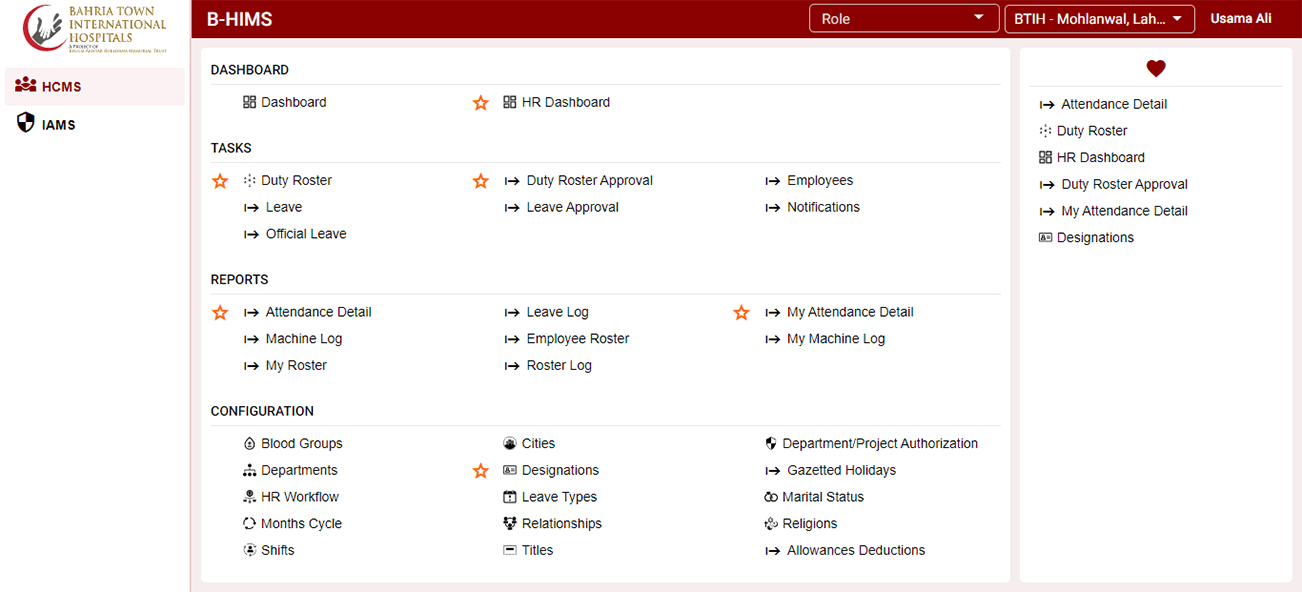 BAHRIA TOWN
INTERNATIONAL
HOSPITALS
A PROJECT OF
B-HIMS
Role
BTIH - Mohlanwal, Lah...
Usama Ali
HCMS
IAMS
DASHBOARD
Dashboard
HR Dashboard
TASKS
Duty Roster
Duty Roster Approval
Employees
Leave
Leave Approval
Notifications
Official Leave
REPORTS
Attendance Detail
Leave Log
My Attendance Detail
Machine Log
Employee Roster
My Machine Log
My Roster
Roster Log
CONFIGURATION
Blood Groups
Cities
Department/Project Authorization
Departments
Designations
Gazetted Holidays
HR Workflow
Leave Types
Marital Status
Months Cycle
Relationships
Religions
Shifts
Titles
Allowances Deductions
Attendance Detail
Duty Roster
HR Dashboard
Duty Roster Approval
My Attendance Detail
Designations